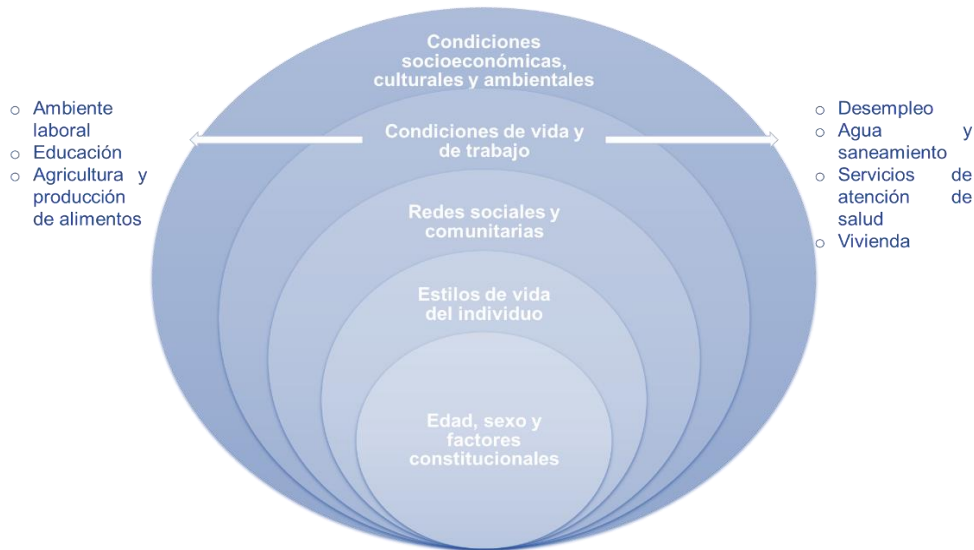 Condiciones
socioeconómicas,
culturales y ambientales
○ Ambiente
laboral
○ Educación
○ Agricultura y
producción
de alimentos
Condiciones de vida y
de trabajo
○ Desempleo
○ Agua y
saneamiento
○ Servicios de
atención de
salud
○ Vivienda
Redes sociales y
comunitarias
Estilos de vida
del individuo
Edad, sexo y
factores
constitucionales